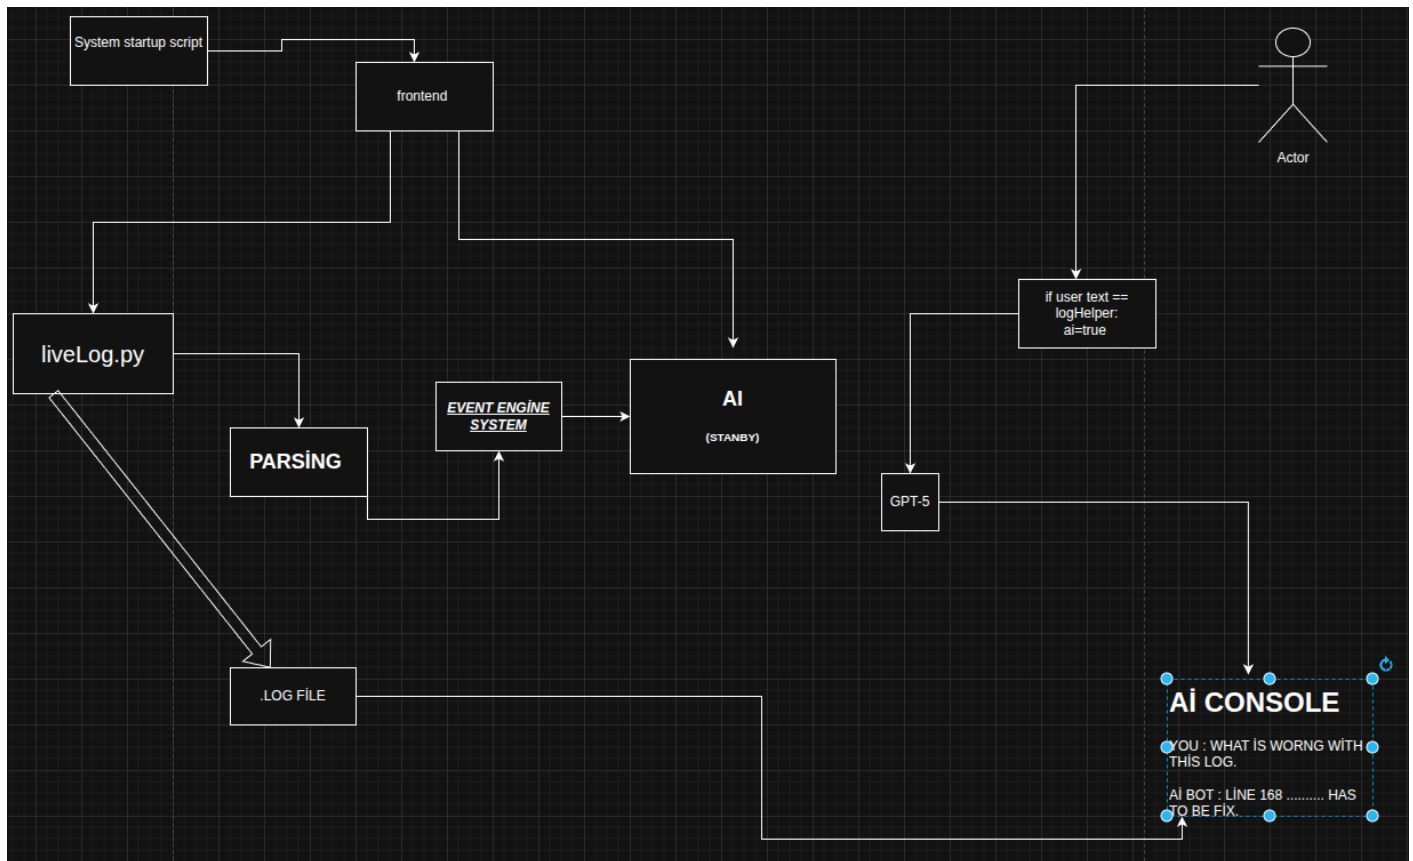 System startup script
frontend
Actor
if user text ==
logHelper:
ai=true
liveLog.py
EVENT ENGİNE
SYSTEM
AI
(STANBY)
PARSİNG
GPT-5
.LOG FİLE
Aİ CONSOLE
YOU : WHAT İS WORNG WİTH
THİS LOG.
Aİ BOT : LİNE 168 .......... HAS
TO BE FİX.